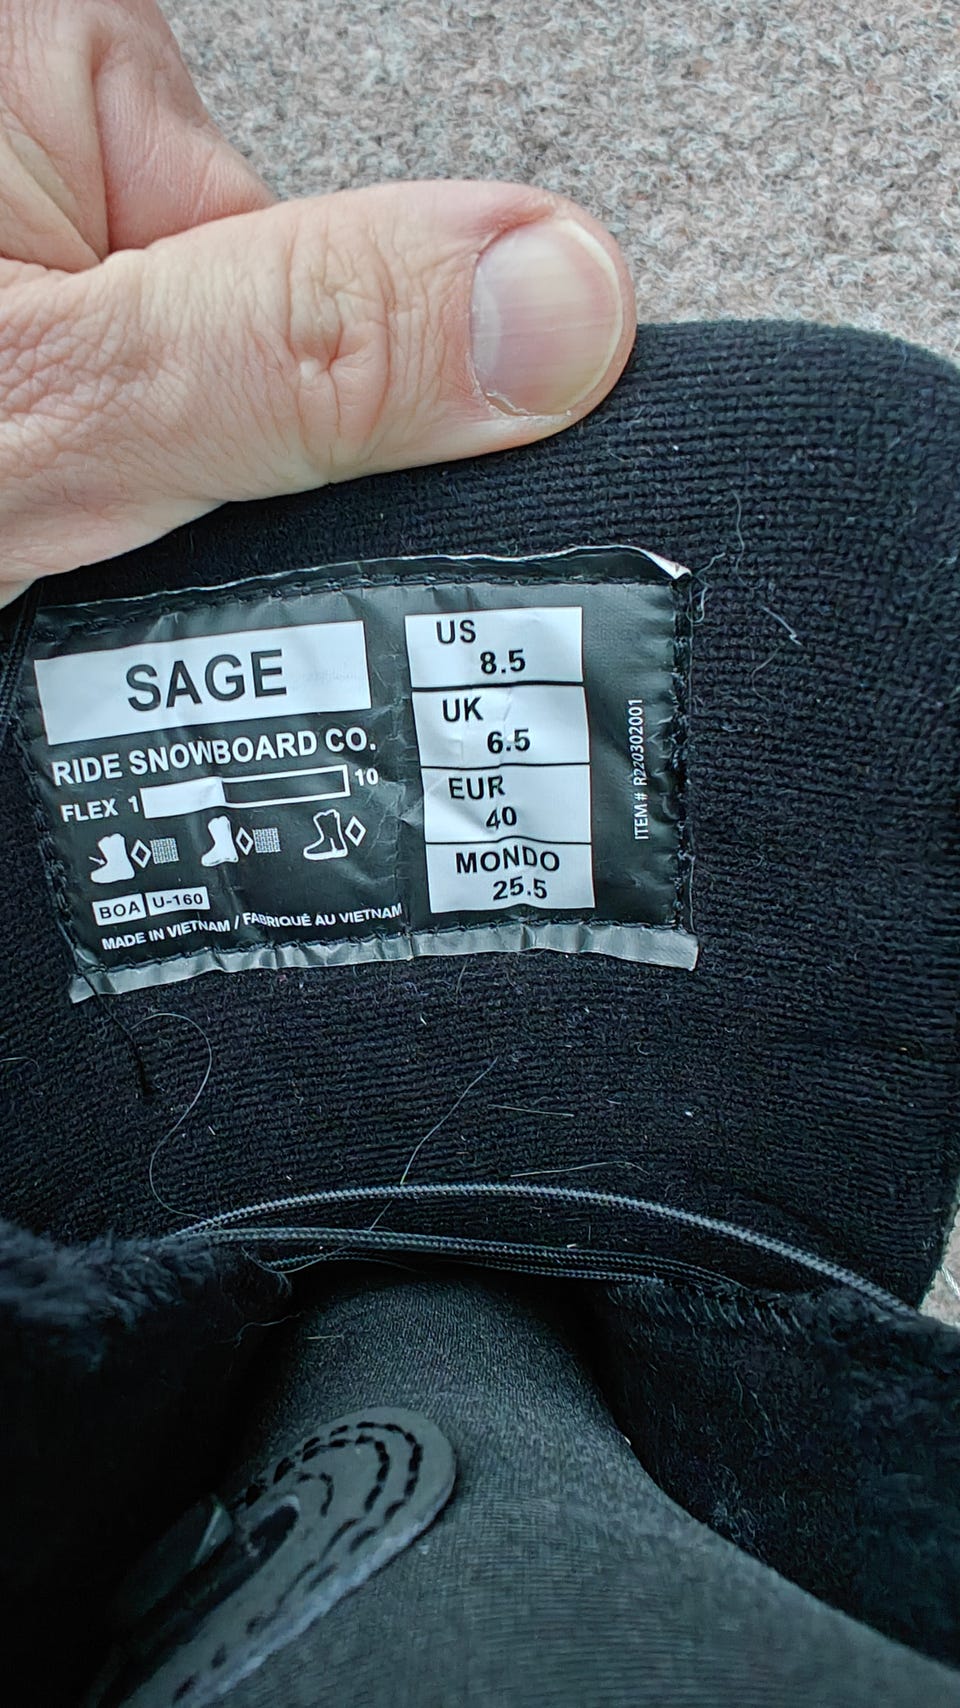 SAGE
RIDE SNOWBOARD CO.
FLEX 1 10
BOA U-160
MADE IN VIETNAM / FABRIQUÉ AU VIETNAM
US
8.5
UK
6.5
EUR
40
MONDO
25.5
ITEM# R220302001